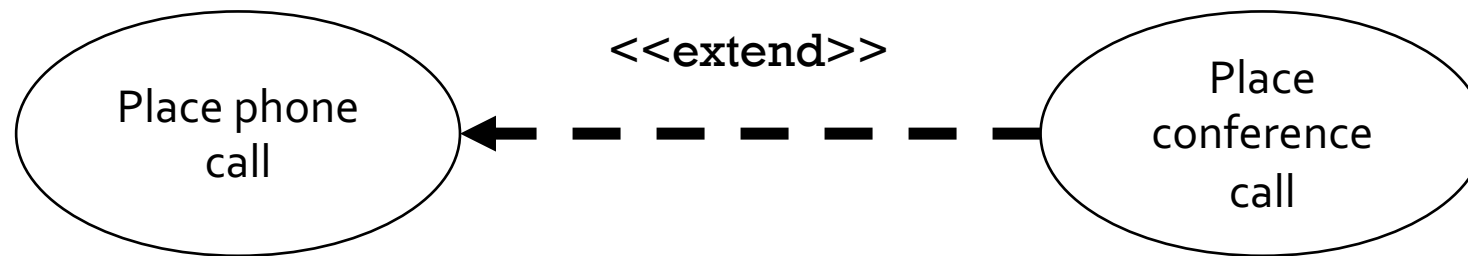 <<extend>>
Place phone
call
Place
conference
call